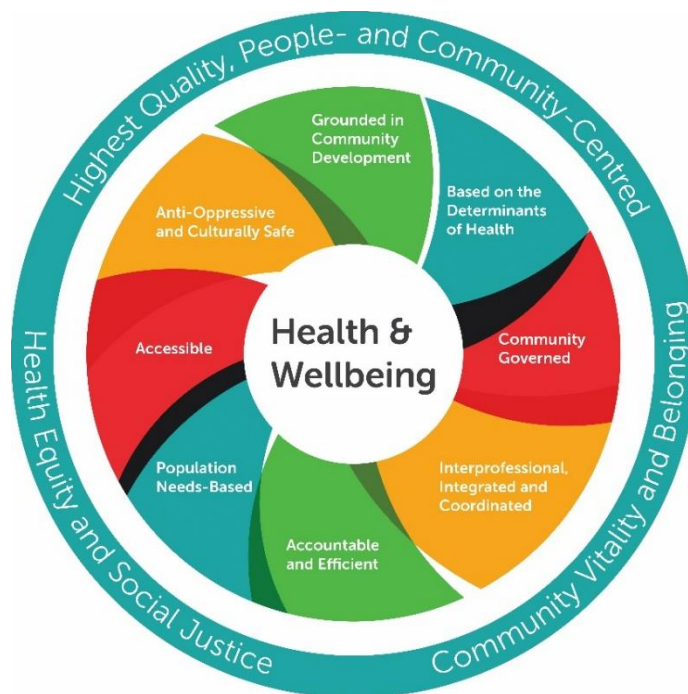 Highest Quality, People- and Community-Centred
Grounded in
Community
Development
Based on the
Determinants
of Health
Anti-Oppressive
and Culturally Safe
Health &
Wellbeing
Accessible
Community
Governed
Population
Needs-Based
Interprofessional,
Integrated and
Coordinated
Accountable
and Efficient
Health Equity and Social Justice
Community Vitality and Belonging